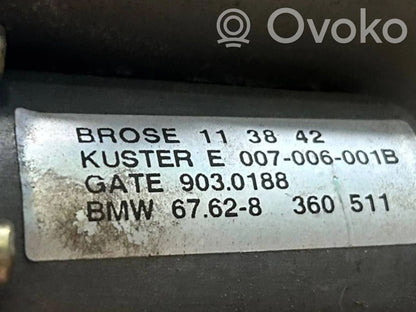 Ovoko
BROSE 11 38 42
KUSTER E 007-006-001B
GATE 903.0188
BMW 67.62-8 360 511